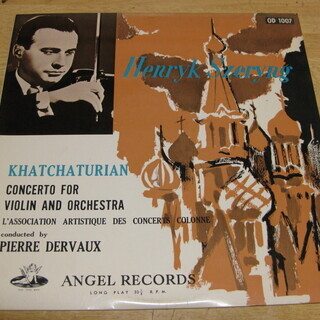 OD 1007
Henryk Szeryng
KHATCHATURIAN
CONCERTO FOR
VIOLIN AND ORCHESTRA
L'ASSOCIATION ARTISTIQUE DES CONCERTS COLONNE
conducted by
PIERRE DERVAUX
ANGEL RECORDS
LONG PLAY 33⅓ R.P.M.